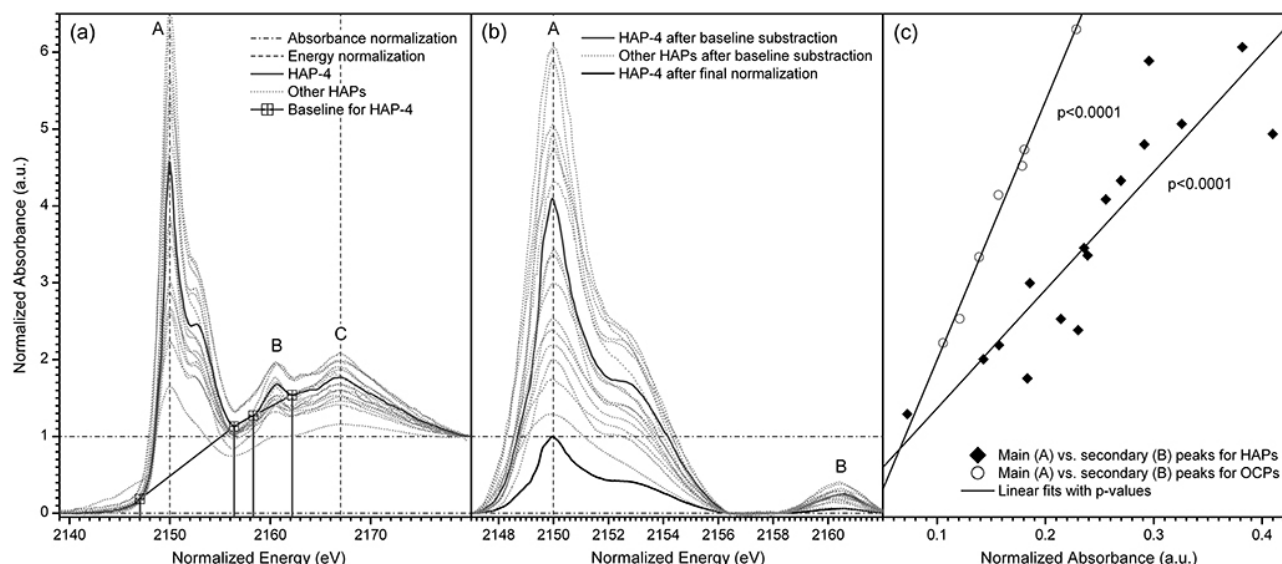 (a)
A
Absorbance normalization
Energy normalization
HAP-4
Other HAPs
Baseline for HAP-4
B
C
6
5
4
3
2
1
0
Normalized Absorbance (a.u.)
2140
2150
2160
2170
Normalized Energy (eV)
(b)
A
HAP-4 after baseline substraction
Other HAPs after baseline substraction
HAP-4 after final normalization
B
2148
2150
2152
2154
2156
2158
2160
Normalized Energy (eV)
(c)
p<0.0001
p<0.0001
Main (A) vs. secondary (B) peaks for HAPs
Main (A) vs. secondary (B) peaks for OCPs
Linear fits with p-values
0.1
0.2
0.3
0.4
Normalized Absorbance (a.u.)